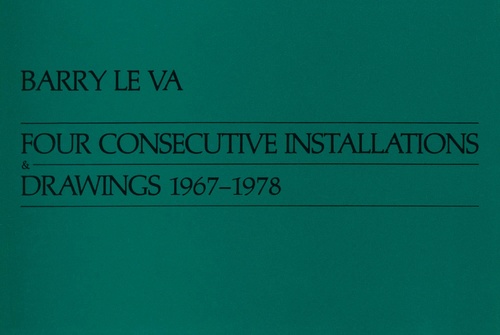 BARRY LE VA
FOUR CONSECUTIVE INSTALLATIONS
&
DRAWINGS 1967–1978